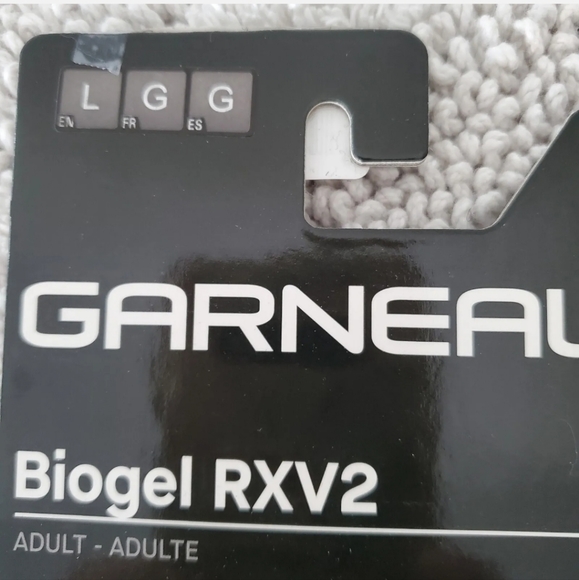 L G G
EN FR ES
GARNEAU
Biogel RXV2
ADULT - ADULTE